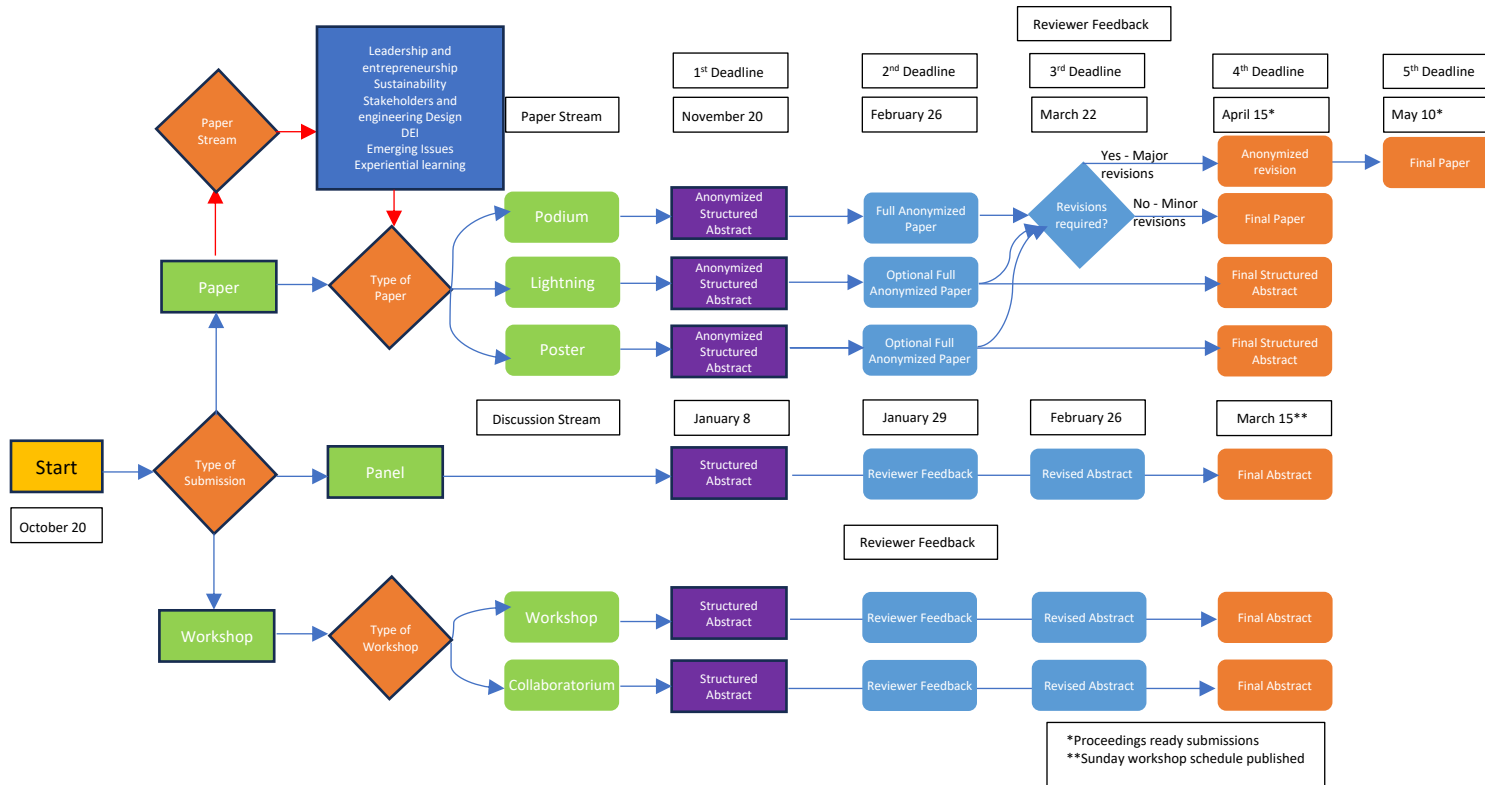 Reviewer Feedback
Leadership and
entrepreneurship
Sustainability
Stakeholders and
engineering Design
DEI
Emerging Issues
Experiential learning
1st Deadline
2nd Deadline
3rd Deadline
4th Deadline
5th Deadline
Paper
Stream
Paper Stream
November 20
February 26
March 22
April 15*
May 10*
Yes - Major
revisions
Anonymized
revision
Final Paper
Podium
Anonymized
Structured
Abstract
Full Anonymized
Paper
Revisions
required?
No - Minor
revisions
Final Paper
Paper
Type of
Paper
Lightning
Anonymized
Structured
Abstract
Optional Full
Anonymized Paper
Final Structured
Abstract
Poster
Anonymized
Structured
Abstract
Optional Full
Anonymized Paper
Final Structured
Abstract
Discussion Stream
January 8
January 29
February 26
March 15**
Start
Type of
Submission
Panel
Structured
Abstract
Reviewer Feedback
Revised Abstract
Final Abstract
October 20
Reviewer Feedback
Workshop
Type of
Workshop
Workshop
Structured
Abstract
Reviewer Feedback
Revised Abstract
Final Abstract
Collaboratorium
Structured
Abstract
Reviewer Feedback
Revised Abstract
Final Abstract
*Proceedings ready submissions
**Sunday workshop schedule published